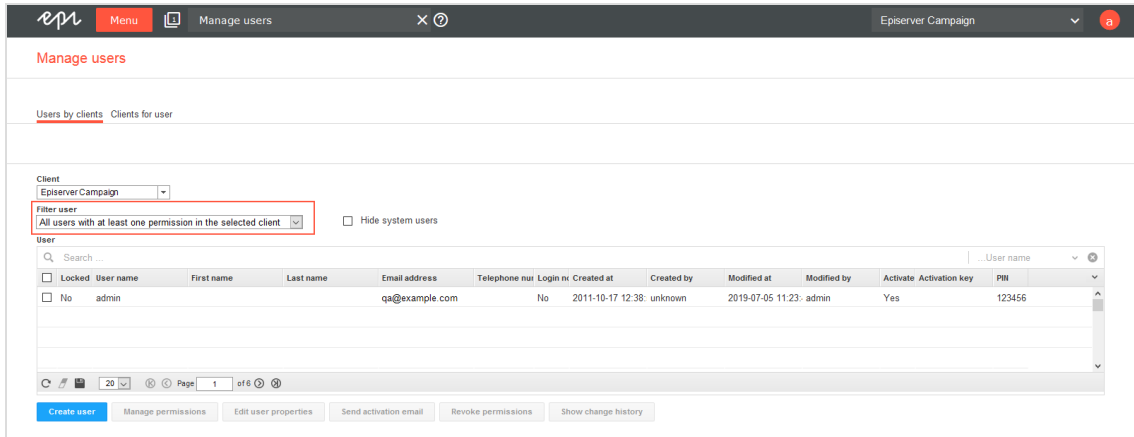 epi Menu 1 Manage users Episerver Campaign a
Manage users
Users by clients Clients for user
Client
Episerver Campaign
Filter user
All users with at least one permission in the selected client Hide system users
User
Search ... ...User name
Locked User name First name Last name Email address Telephone nur Login nc Created at Created by Modified at Modified by Activate Activation key PIN
No admin qa@example.com No 2011-10-17 12:38: unknown 2019-07-05 11:23: admin Yes 123456
20 Page 1 of 6
Create user Manage permissions Edit user properties Send activation email Revoke permissions Show change history